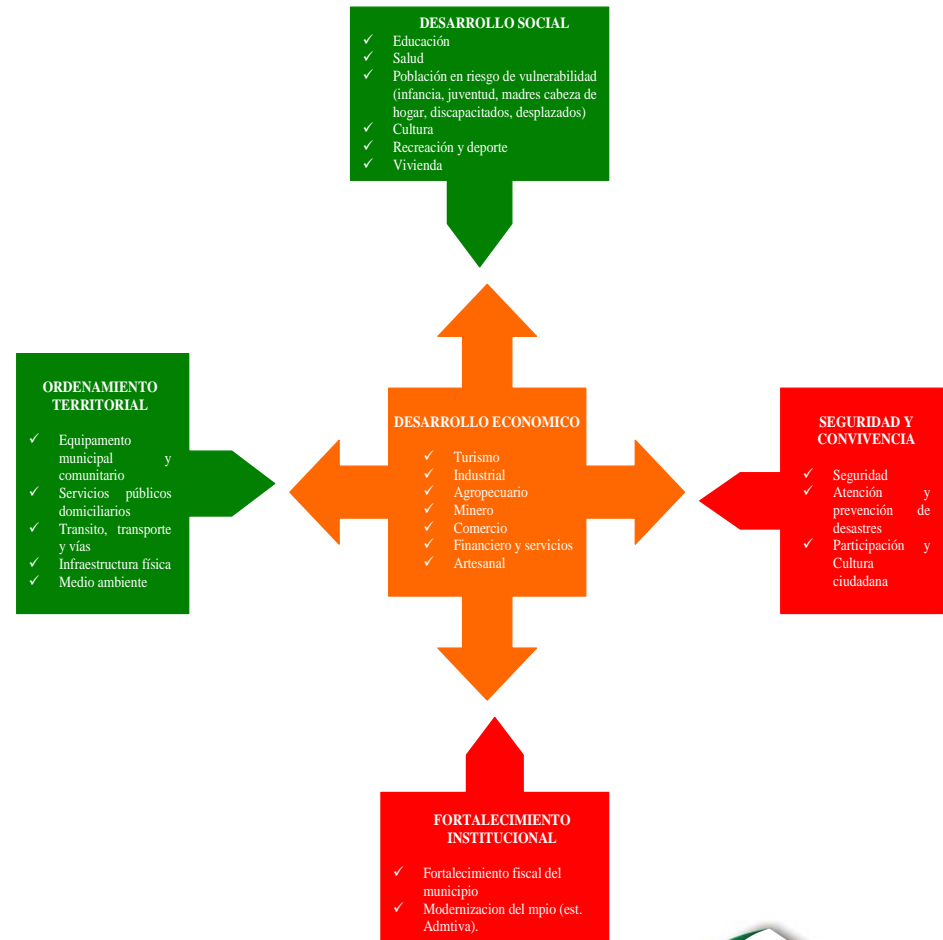 DESARROLLO SOCIAL
✓ Educación
✓ Salud
✓ Población en riesgo de vulnerabilidad
(infancia, juventud, madres cabeza de
hogar, discapacitados, desplazados)
✓ Cultura
✓ Recreación y deporte
✓ Vivienda
ORDENAMIENTO
TERRITORIAL
✓ Equipamento
municipal y
comunitario
✓ Servicios públicos
domiciliarios
✓ Transito, transporte
y vías
✓ Infraestructura física
✓ Medio ambiente
DESARROLLO ECONOMICO
✓ Turismo
✓ Industrial
✓ Agropecuario
✓ Minero
✓ Comercio
✓ Financiero y servicios
✓ Artesanal
SEGURIDAD Y
CONVIVENCIA
✓ Seguridad
✓ Atención y
prevención de
desastres
✓ Participación y
Cultura
ciudadana
FORTALECIMIENTO
INSTITUCIONAL
✓ Fortalecimiento fiscal del
municipio
✓ Modernizacion del mpio (est.
Admtiva).